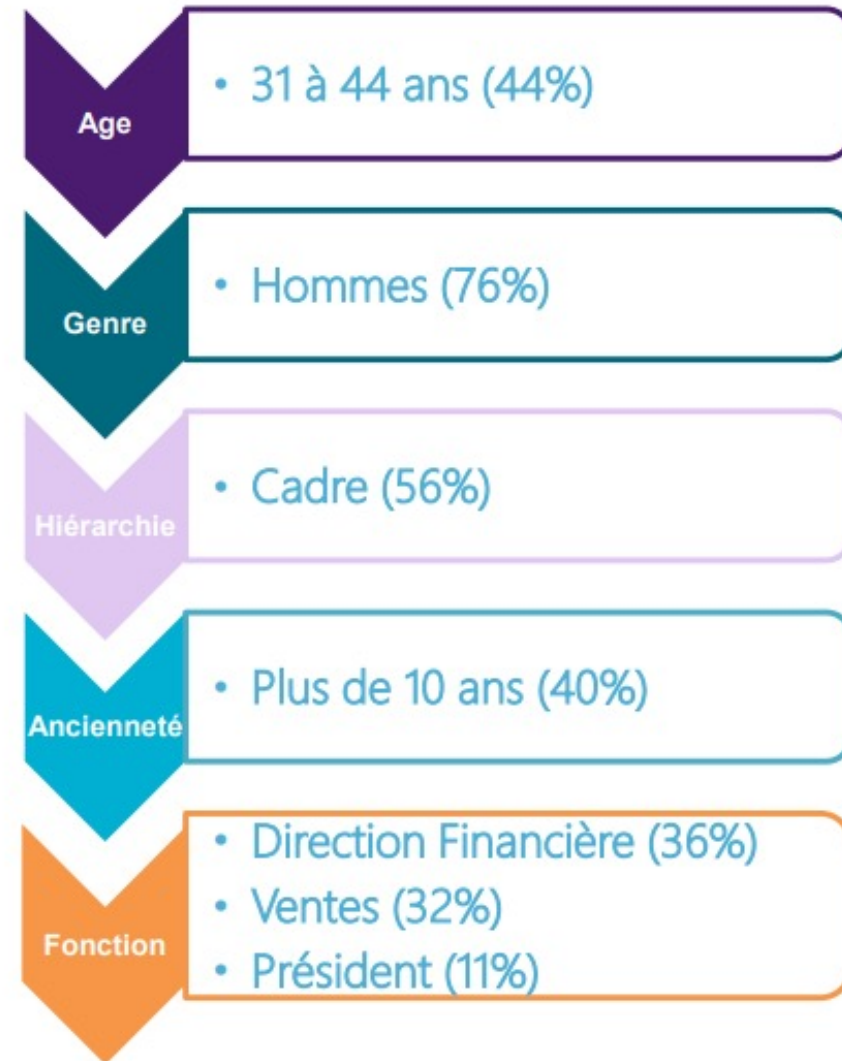 Age
• 31 à 44 ans (44%)
Genre
• Hommes (76%)
Hiérarchie
• Cadre (56%)
Ancienneté
• Plus de 10 ans (40%)
Fonction
• Direction Financière (36%)
• Ventes (32%)
• Président (11%)